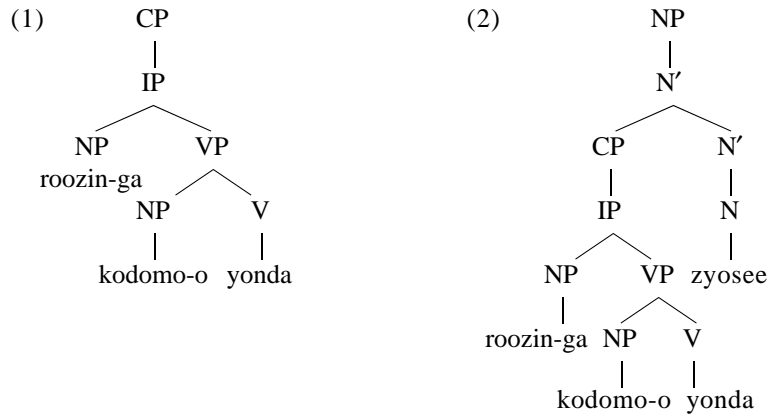 (1) CP (2) NP
IP N′
NP VP CP N′
roozin-ga
NP V IP N
kodomo-o yonda NP VP zyosee
roozin-ga NP V
kodomo-o yonda